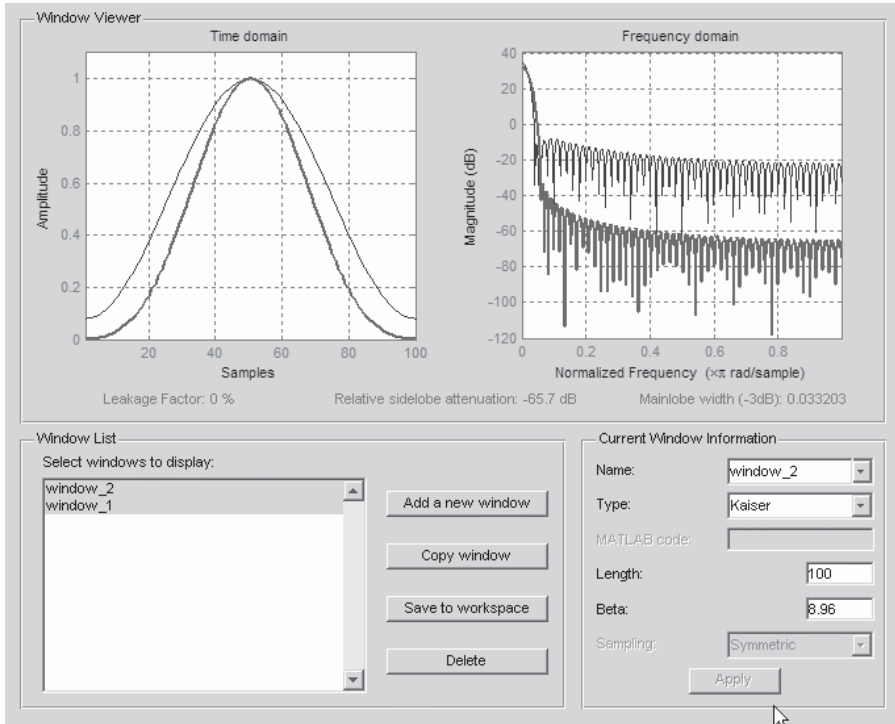 Window Viewer
Time domain
Frequency domain
Amplitude
1
0.8
0.6
0.4
0.2
0
20
40
60
80
100
Samples
Magnitude (dB)
40
20
0
-20
-40
-60
-80
-100
-120
0
0.2
0.4
0.6
0.8
Normalized Frequency (×π rad/sample)
Leakage Factor: 0 %
Relative sidelobe attenuation: -65.7 dB
Mainlobe width (-3dB): 0.033203
Window List
Select windows to display:
window_2
window_1
Add a new window
Copy window
Save to workspace
Delete
Current Window Information
Name: window_2
Type: Kaiser
MATLAB code:
Length: 100
Beta: 8.96
Sampling: Symmetric
Apply